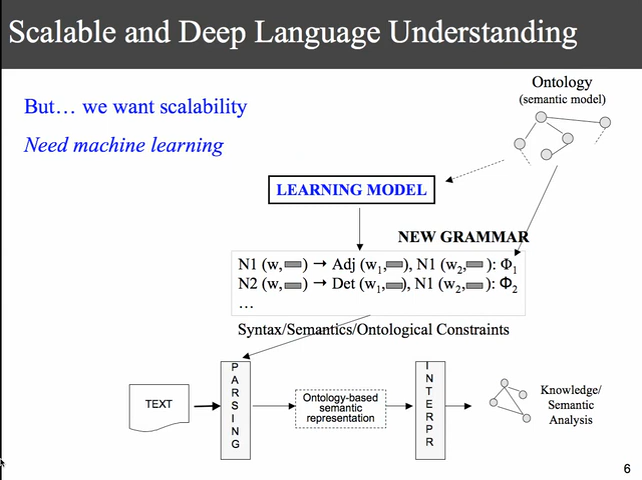 Scalable and Deep Language Understanding
Ontology
(semantic model)
But… we want scalability
Need machine learning
LEARNING MODEL
NEW GRAMMAR
N1 (w, ) → Adj (w1, ), N1 (w2, ): Φ1
N2 (w, ) → Det (w1, ), N1 (w2, ): Φ2
…
Syntax/Semantics/Ontological Constraints
TEXT
PARSING
Ontology-based
semantic
representation
INTERPR
Knowledge/
Semantic
Analysis
6